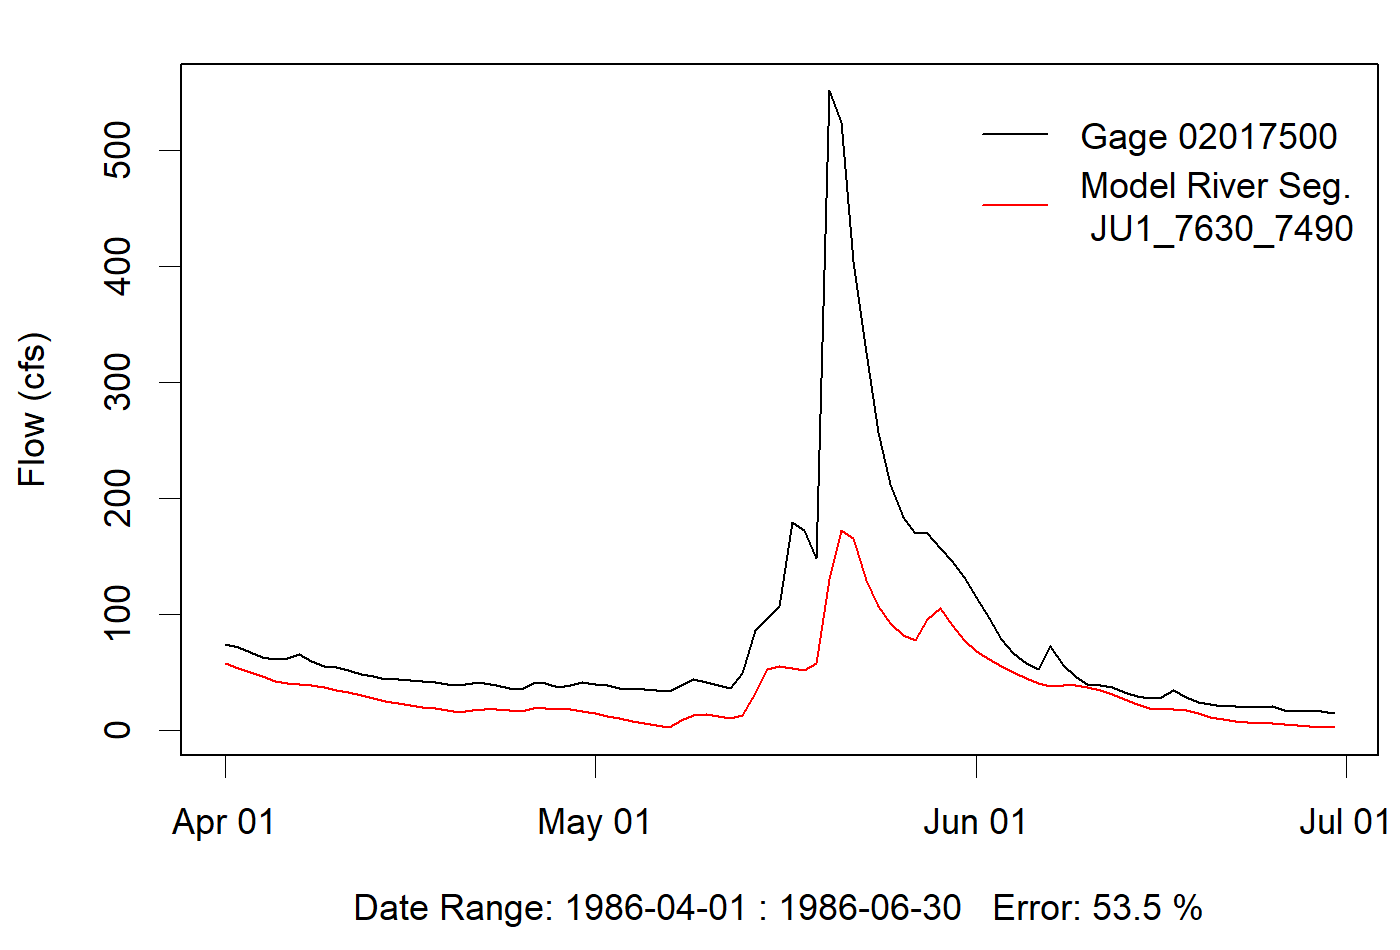 Gage 02017500
Model River Seg.
JU1_7630_7490
Flow (cfs)
500
400
300
200
100
0
Apr 01
May 01
Jun 01
Jul 01
Date Range: 1986-04-01 : 1986-06-30 Error: 53.5 %